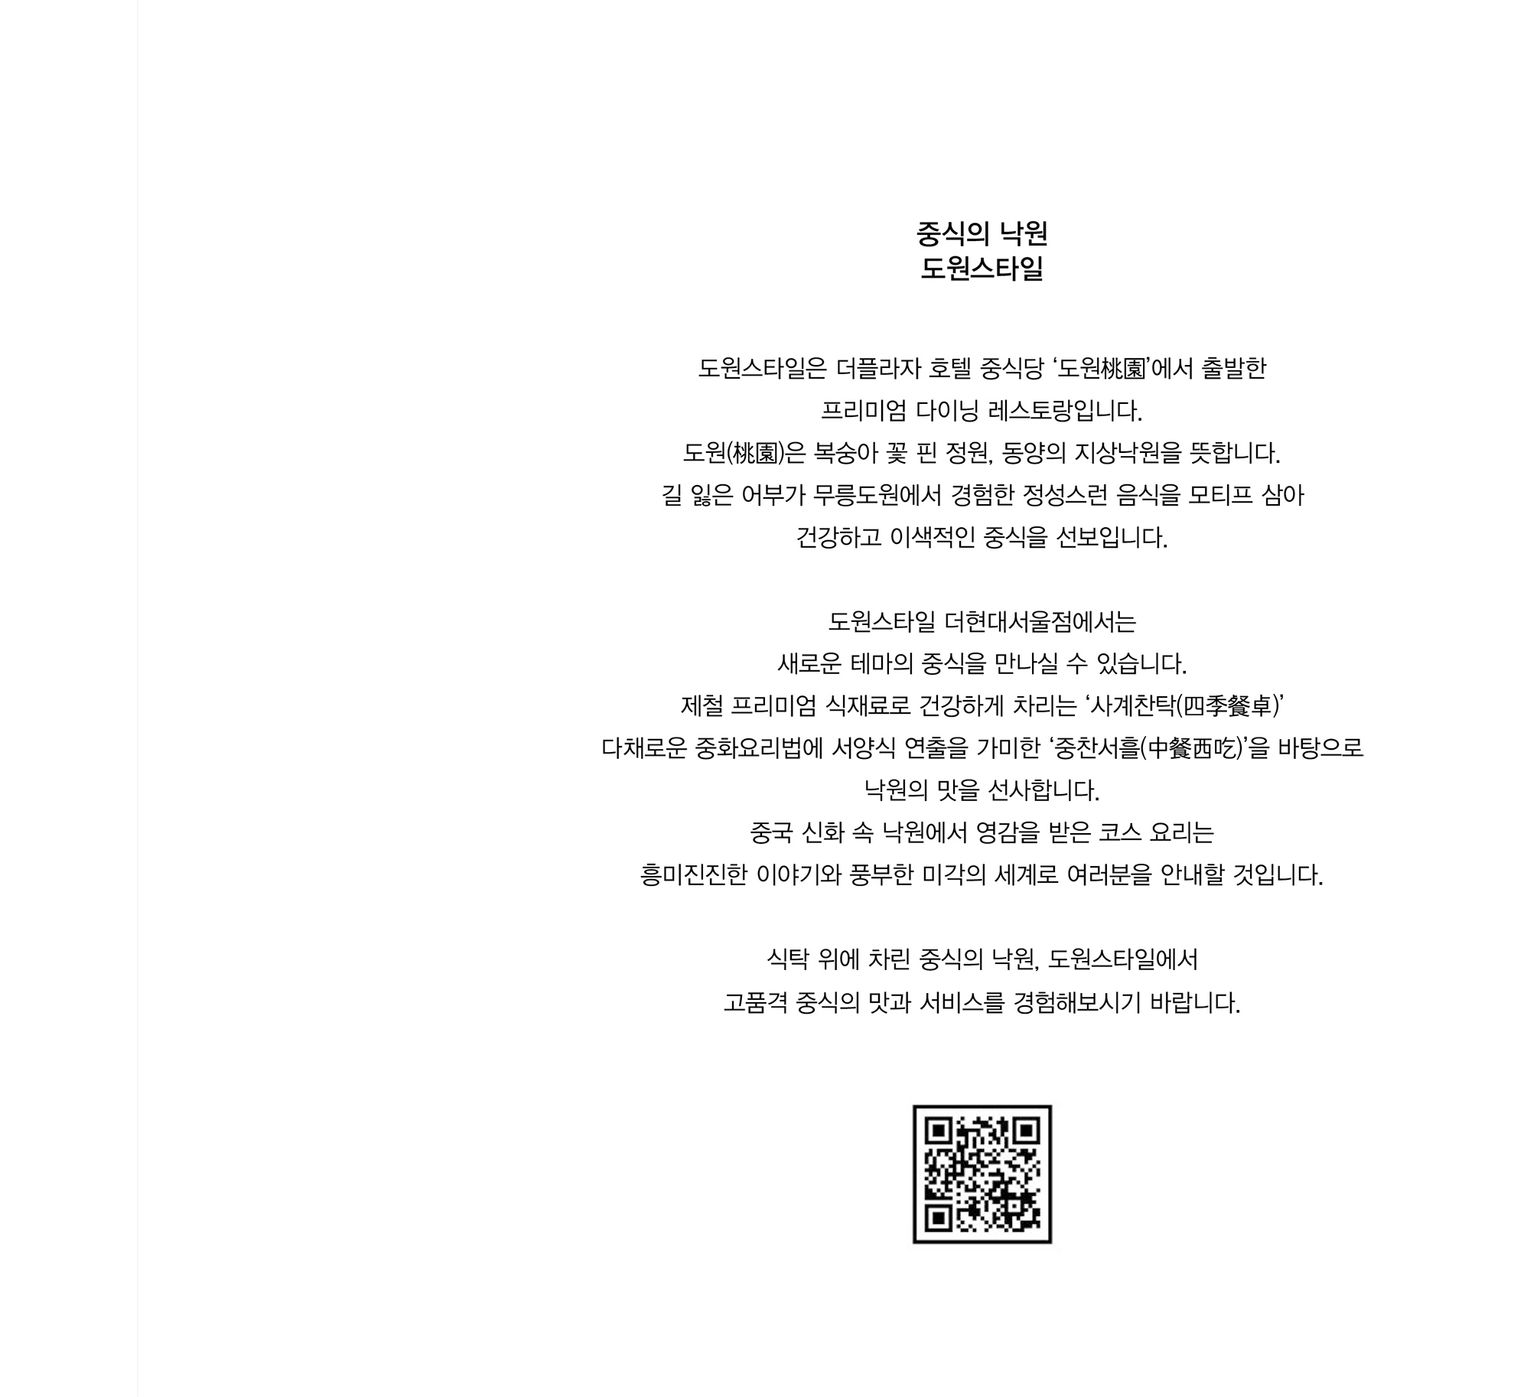 중식의 낙원
도원스타일
도원스타일은 더플라자 호텔 중식당 ‘도원桃園’에서 출발한
프리미엄 다이닝 레스토랑입니다.
도원(桃園)은 복숭아 꽃 핀 정원, 동양의 지상낙원을 뜻합니다.
길 잃은 어부가 무릉도원에서 경험한 정성스런 음식을 모티프 삼아
건강하고 이색적인 중식을 선보입니다.
도원스타일 더현대서울점에서는
새로운 테마의 중식을 만나실 수 있습니다.
제철 프리미엄 식재료로 건강하게 차리는 ‘사계찬탁(四季餐卓)’
다채로운 중화요리법에 서양식 연출을 가미한 ‘중찬서흘(中餐西吃)’을 바탕으로
낙원의 맛을 선사합니다.
중국 신화 속 낙원에서 영감을 받은 코스 요리는
흥미진진한 이야기와 풍부한 미각의 세계로 여러분을 안내할 것입니다.
식탁 위에 차린 중식의 낙원, 도원스타일에서
고품격 중식의 맛과 서비스를 경험해보시기 바랍니다.